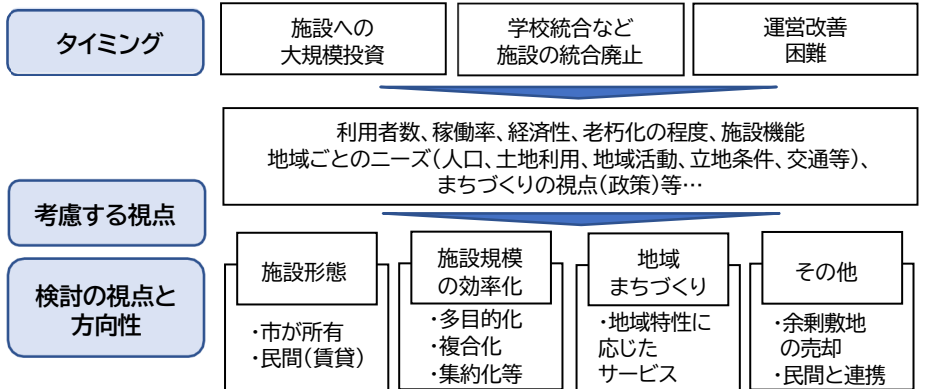 タイミング
施設への
大規模投資
学校統合など
施設の統合廃止
運営改善
困難
利用者数、稼働率、経済性、老朽化の程度、施設機能
地域ごとのニーズ(人口、土地利用、地域活動、立地条件、交通等)、
まちづくりの視点(政策)等…
考慮する視点
検討の視点と
方向性
施設形態
・市が所有
・民間(賃貸)
施設規模
の効率化
・多目的化
・複合化
・集約化等
地域
まちづくり
・地域特性に
応じた
サービス
その他
・余剰敷地
の売却
・民間と連携